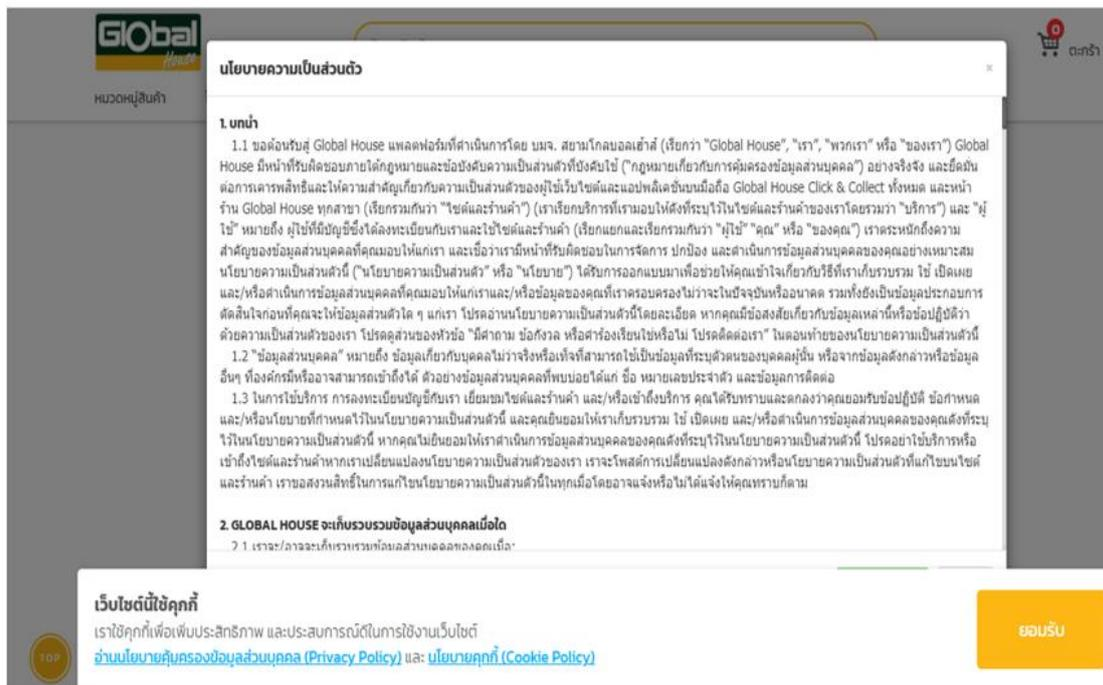 Global
House
0
ตะกร้า
หมวดหมู่สินค้า
นโยบายความเป็นส่วนตัว
×
1. บทนำ
1.1 ขอต้อนรับสู่ Global House แพลตฟอร์มที่ดำเนินการโดย บมจ. สยามโกลบอลเฮ้าส์ (เรียกว่า "Global House", "เรา", "พวกเรา" หรือ "ของเรา") Global
House มีหน้าที่รับผิดชอบภายใต้กฎหมายและข้อบังคับความเป็นส่วนตัวที่บังคับใช้ ("กฎหมายเกี่ยวกับการคุ้มครองข้อมูลส่วนบุคคล") อย่างจริงจัง และยึดมั่น
ต่อการเคารพสิทธิและให้ความสำคัญเกี่ยวกับความเป็นส่วนตัวของผู้ใช้เว็บไซต์และแอปพลิเคชั่นบนมือถือ Global House Click & Collect ทั้งหมด และหน้า
ร้าน Global House ทุกสาขา (เรียกรวมกันว่า "ไซต์และร้านค้า") (เราเรียกบริการที่เรามอบให้ดังที่ระบุไว้ในไซต์และร้านค้าของเราโดยรวมว่า "บริการ") และ "ผู้
ใช้" หมายถึง ผู้ใช้ที่มีบัญชีซึ่งได้ลงทะเบียนกับเราและใช้ไซต์และร้านค้า (เรียกแยกและเรียกรวมกันว่า "ผู้ใช้" "คุณ" หรือ "ของคุณ") เราตระหนักถึงความ
สำคัญของข้อมูลส่วนบุคคลที่คุณมอบให้แก่เรา และเชื่อว่าเรามีหน้าที่รับผิดชอบในการจัดการ ปกป้อง และดำเนินการข้อมูลส่วนบุคคลของคุณอย่างเหมาะสม
นโยบายความเป็นส่วนตัวนี้ ("นโยบายความเป็นส่วนตัว" หรือ "นโยบาย") ได้รับการออกแบบมาเพื่อช่วยให้คุณเข้าใจเกี่ยวกับวิธีที่เราเก็บรวบรวม ใช้ เปิดเผย
และ/หรือดำเนินการข้อมูลส่วนบุคคลที่คุณมอบให้แก่เราและ/หรือข้อมูลของคุณที่เราครอบครองไม่ว่าจะในปัจจุบันหรืออนาคต รวมทั้งยังเป็นข้อมูลประกอบการ
ตัดสินใจก่อนที่คุณจะให้ข้อมูลส่วนตัวใด ๆ แก่เรา โปรดอ่านนโยบายความเป็นส่วนตัวนี้โดยละเอียด หากคุณมีข้อสงสัยเกี่ยวกับข้อมูลเหล่านี้หรือข้อปฏิบัติว่า
ด้วยความเป็นส่วนตัวของเรา โปรดดูส่วนของหัวข้อ "มีคำถาม ข้อกังวล หรือคำร้องเรียนใช่หรือไม่ โปรดติดต่อเรา" ในตอนท้ายของนโยบายความเป็นส่วนตัวนี้
1.2 "ข้อมูลส่วนบุคคล" หมายถึง ข้อมูลเกี่ยวกับบุคคลไม่ว่าจริงหรือเท็จที่สามารถใช้เป็นข้อมูลที่ระบุตัวตนของบุคคลผู้นั้น หรือจากข้อมูลดังกล่าวหรือข้อมูล
อื่นๆ ที่องค์กรมีหรืออาจสามารถเข้าถึงได้ ตัวอย่างข้อมูลส่วนบุคคลที่พบบ่อยได้แก่ ชื่อ หมายเลขประจำตัว และข้อมูลการติดต่อ
1.3 ในการใช้บริการ การลงทะเบียนบัญชีกับเรา เยี่ยมชมไซต์และร้านค้า และ/หรือเข้าถึงบริการ คุณได้รับทราบและตกลงว่าคุณยอมรับข้อปฏิบัติ ข้อกำหนด
และ/หรือนโยบายที่กำหนดไว้ในนโยบายความเป็นส่วนตัวนี้ และคุณยินยอมให้เราเก็บรวบรวม ใช้ เปิดเผย และ/หรือดำเนินการข้อมูลส่วนบุคคลของคุณดังที่ระบุ
ไว้ในนโยบายความเป็นส่วนตัวนี้ หากคุณไม่ยินยอมให้เราดำเนินการข้อมูลส่วนบุคคลของคุณดังที่ระบุไว้ในนโยบายความเป็นส่วนตัวนี้ โปรดอย่าใช้บริการหรือ
เข้าถึงไซต์และร้านค้าหากเราเปลี่ยนแปลงนโยบายความเป็นส่วนตัวของเรา เราจะโพสต์การเปลี่ยนแปลงดังกล่าวหรือนโยบายความเป็นส่วนตัวที่แก้ไขบนไซต์
และร้านค้า เราขอสงวนสิทธิ์ในการแก้ไขนโยบายความเป็นส่วนตัวนี้ในทุกเมื่อโดยอาจแจ้งหรือไม่ได้แจ้งให้คุณทราบก็ตาม
2. GLOBAL HOUSE จะเก็บรวบรวมข้อมูลส่วนบุคคลเมื่อใด
2.1 เราจะ/อาจจะเก็บรวบรวมข้อมูลส่วนบุคคลของคุณเมื่อ:
เว็บไซต์นี้ใช้คุกกี้
เราใช้คุกกี้เพื่อเพิ่มประสิทธิภาพ และประสบการณ์ดีในการใช้งานเว็บไซต์
อ่านนโยบายคุ้มครองข้อมูลส่วนบุคคล (Privacy Policy) และ นโยบายคุกกี้ (Cookie Policy)
ยอมรับ
TOP